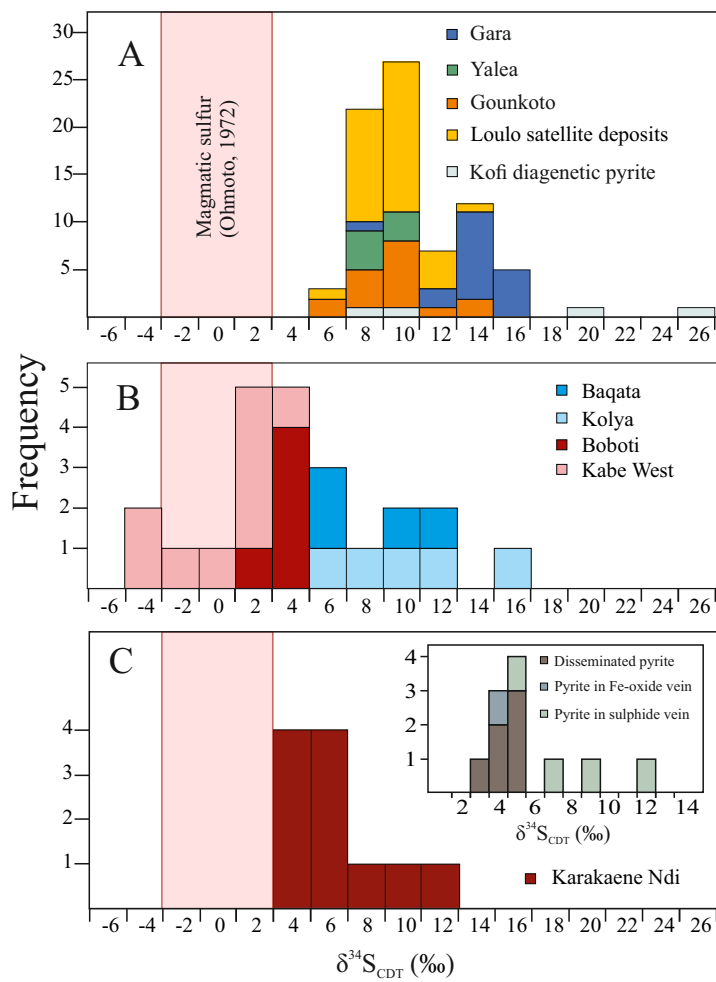 A
30
25
20
15
10
5
Magmatic sulfur
(Ohmoto, 1972)
Gara
Yalea
Gounkoto
Loulo satellite deposits
Kofi diagenetic pyrite
-6 -4 -2 0 2 4 6 8 10 12 14 16 18 20 22 24 26
Frequency
B
5
4
3
2
1
Baqata
Kolya
Boboti
Kabe West
-6 -4 -2 0 2 4 6 8 10 12 14 16 18 20 22 24 26
C
4
3
2
1
4
3
2
1
Disseminated pyrite
Pyrite in Fe-oxide vein
Pyrite in sulphide vein
2 4 6 8 10 12 14
δ³⁴S_CDT (‰)
Karakaene Ndi
-6 -4 -2 0 2 4 6 8 10 12 14 16 18 20 22 24 26
δ³⁴S_CDT (‰)